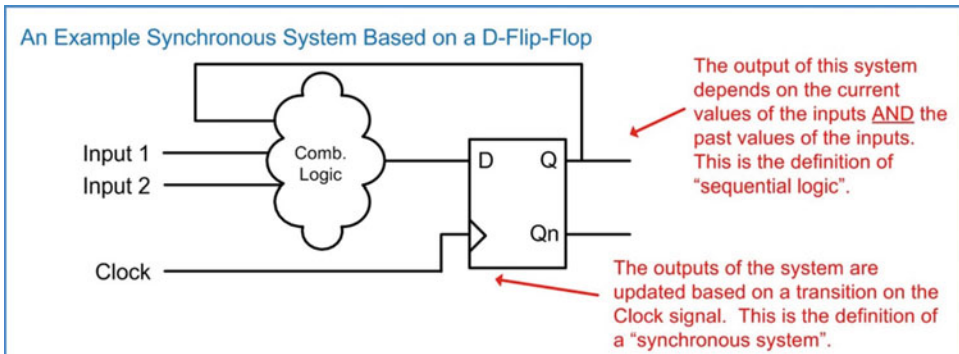 An Example Synchronous System Based on a D-Flip-Flop
The output of this system
depends on the current
values of the inputs AND the
past values of the inputs.
This is the definition of
“sequential logic”.
Input 1
Input 2
Comb.
Logic
D
Q
Qn
Clock
The outputs of the system are
updated based on a transition on the
Clock signal. This is the definition of
a “synchronous system”.